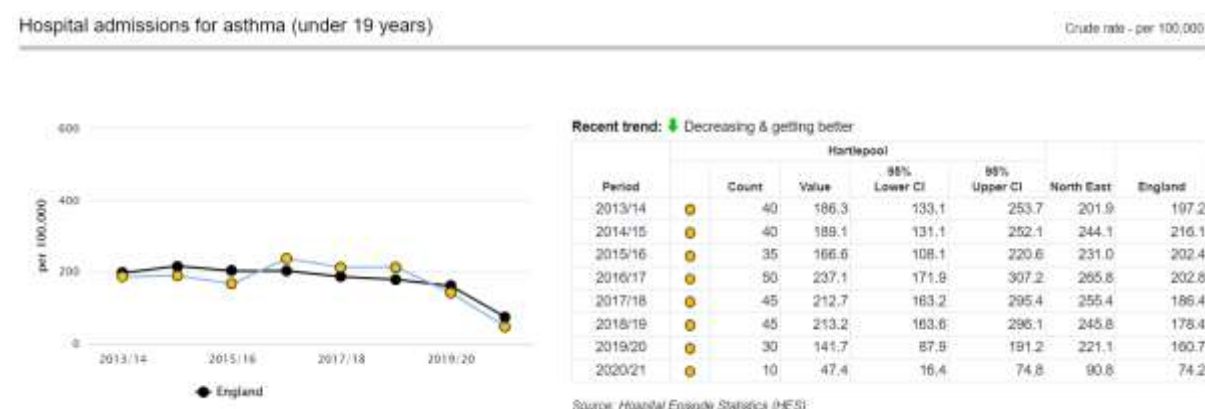 Hospital admissions for asthma (under 19 years)
Crude rate - per 100,000
600
400
200
0
per 100,000
2013/14 2015/16 2017/18 2019/20
England
Recent trend: Decreasing & getting better
Hartlepool
Period Count Value 95% Lower CI 95% Upper CI North East England
2013/14 40 186.3 133.1 253.7 201.9 197.2
2014/15 40 189.1 131.1 252.1 244.1 216.1
2015/16 35 166.6 108.1 220.6 231.0 202.4
2016/17 50 237.1 171.9 307.2 265.8 202.8
2017/18 45 212.7 163.2 295.4 255.4 186.4
2018/19 45 213.2 163.6 296.1 245.8 178.4
2019/20 30 141.7 87.9 191.2 221.1 160.7
2020/21 10 47.4 16.4 74.8 90.8 74.2
Source: Hospital Episode Statistics (HES)